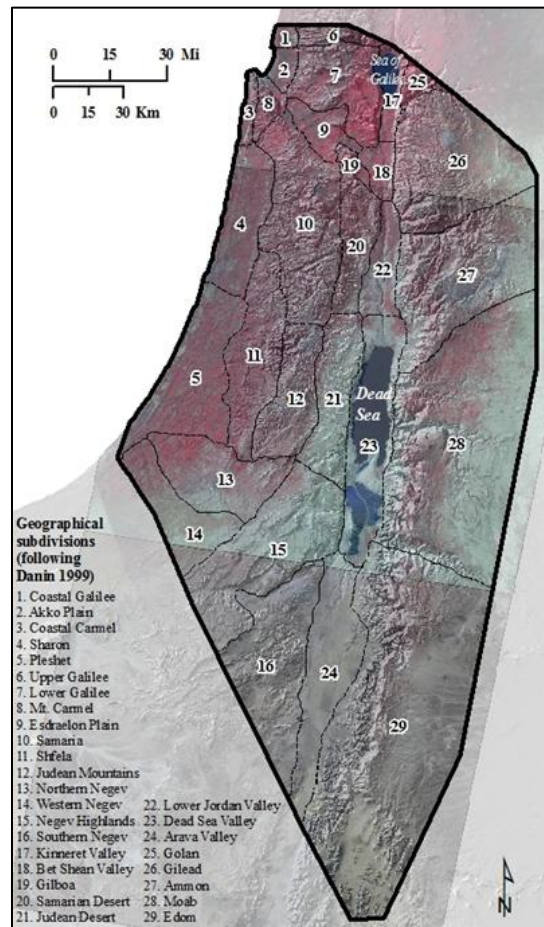 0 15 30 Mi
0 15 30 Km
Sea of
Galilee
Dead
Sea
1
2
3
4
5
6
7
8
9
10
11
12
13
14
15
16
17
18
19
20
21
22
23
24
25
26
27
28
29
Geographical
subdivisions
(following
Danin 1999)
1. Coastal Galilee
2. Akko Plain
3. Coastal Carmel
4. Sharon
5. Pleshet
6. Upper Galilee
7. Lower Galilee
8. Mt. Carmel
9. Esdraelon Plain
10. Samaria
11. Shfela
12. Judean Mountains
13. Northern Negev
14. Western Negev
15. Negev Highlands
16. Southern Negev
17. Kinneret Valley
18. Bet Shean Valley
19. Gilboa
20. Samarian Desert
21. Judean Desert
22. Lower Jordan Valley
23. Dead Sea Valley
24. Arava Valley
25. Golan
26. Gilead
27. Ammon
28. Moab
29. Edom
N